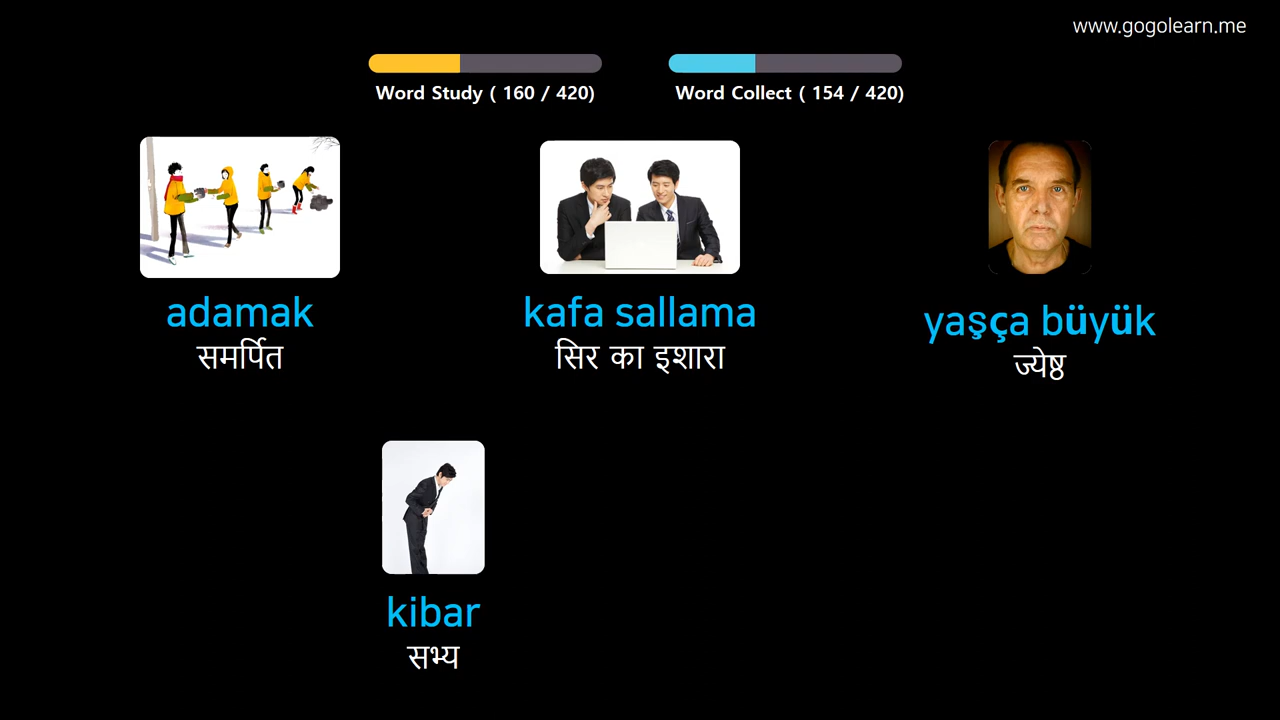 www.gogolearn.me
Word Study ( 160 / 420)
Word Collect ( 154 / 420)
adamak
समर्पित
kafa sallama
सिर का इशारा
yaşça büyük
ज्येष्ठ
kibar
सभ्य